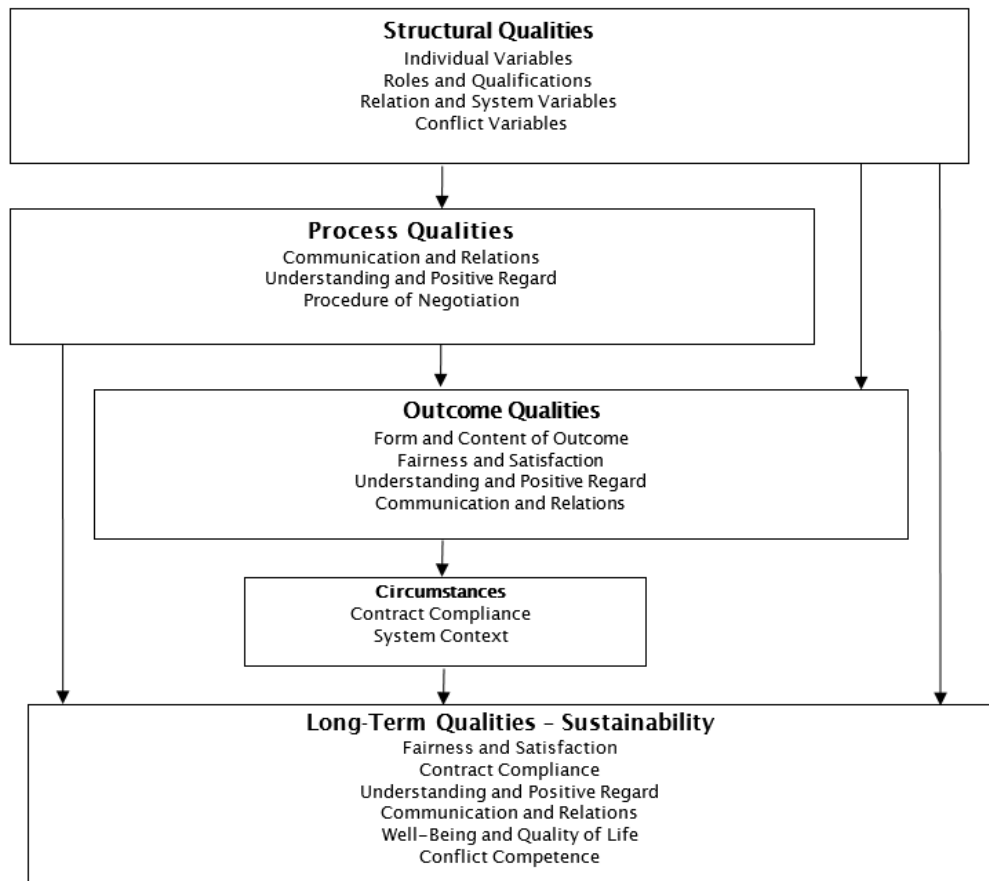 Structural Qualities
Individual Variables
Roles and Qualifications
Relation and System Variables
Conflict Variables
Process Qualities
Communication and Relations
Understanding and Positive Regard
Procedure of Negotiation
Outcome Qualities
Form and Content of Outcome
Fairness and Satisfaction
Understanding and Positive Regard
Communication and Relations
Circumstances
Contract Compliance
System Context
Long-Term Qualities – Sustainability
Fairness and Satisfaction
Contract Compliance
Understanding and Positive Regard
Communication and Relations
Well-Being and Quality of Life
Conflict Competence